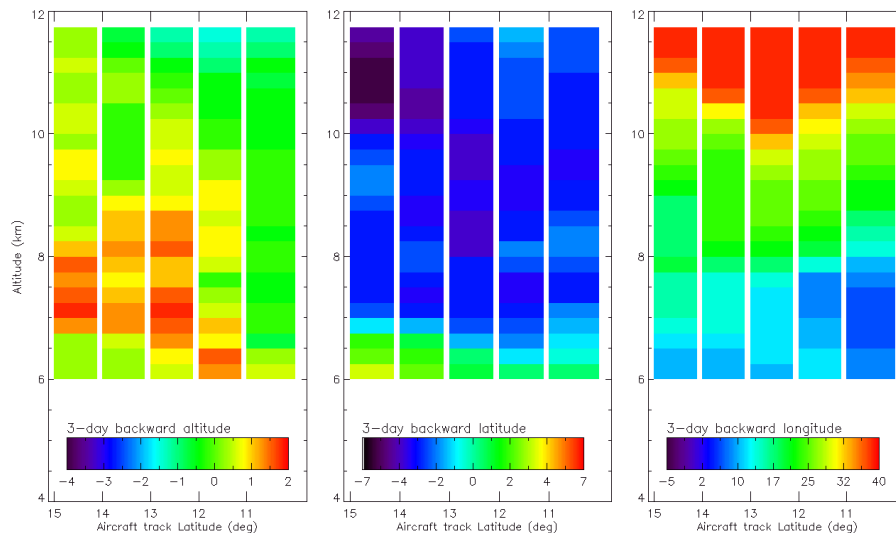 12
10
8
6
4
Altitude (km)
3-day backward altitude
-4 -3 -2 -1 0 1 2
15 14 13 12 11
Aircraft track Latitude (deg)
12
10
8
6
4
3-day backward latitude
-7 -4 -2 0 2 4 7
15 14 13 12 11
Aircraft track Latitude (deg)
12
10
8
6
4
3-day backward longitude
-5 2 10 17 25 32 40
15 14 13 12 11
Aircraft track Latitude (deg)